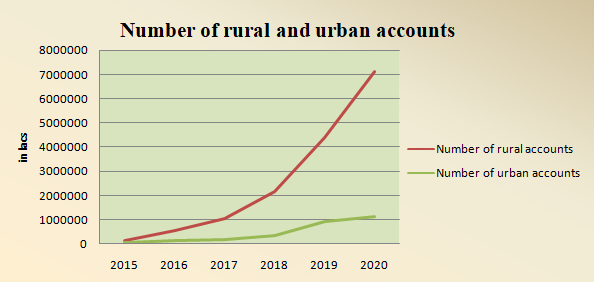 Number of rural and urban accounts
8000000
7000000
6000000
5000000
4000000
3000000
2000000
1000000
0
in lacs
2015 2016 2017 2018 2019 2020
Number of rural accounts
Number of urban accounts